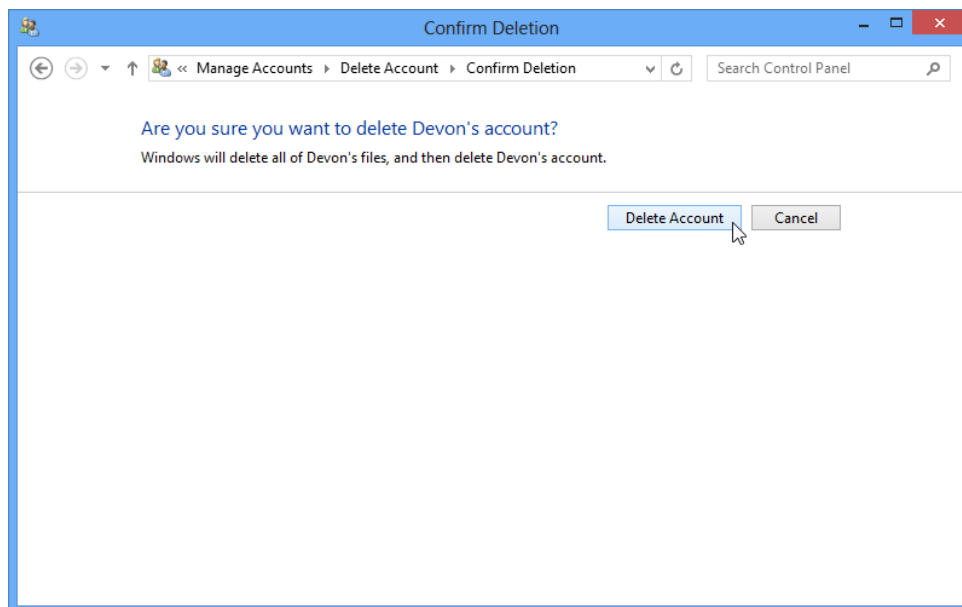 Confirm Deletion
« Manage Accounts Delete Account Confirm Deletion Search Control Panel
Are you sure you want to delete Devon's account?
Windows will delete all of Devon's files, and then delete Devon's account.
Delete Account Cancel